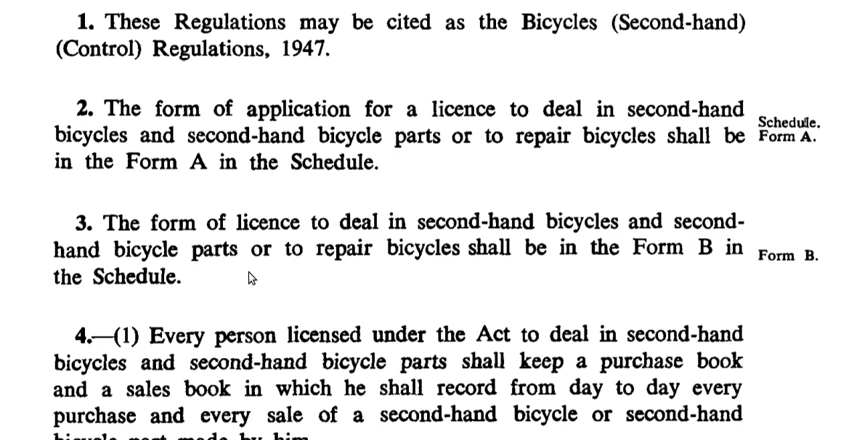 1. These Regulations may be cited as the Bicycles (Second-hand)
(Control) Regulations, 1947.
2. The form of application for a licence to deal in second-hand
bicycles and second-hand bicycle parts or to repair bicycles shall be
in the Form A in the Schedule.
Schedule.
Form A.
3. The form of licence to deal in second-hand bicycles and second-
hand bicycle parts or to repair bicycles shall be in the Form B in
the Schedule.
Form B.
4.—(1) Every person licensed under the Act to deal in second-hand
bicycles and second-hand bicycle parts shall keep a purchase book
and a sales book in which he shall record from day to day every
purchase and every sale of a second-hand bicycle or second-hand
bicycle part made by him